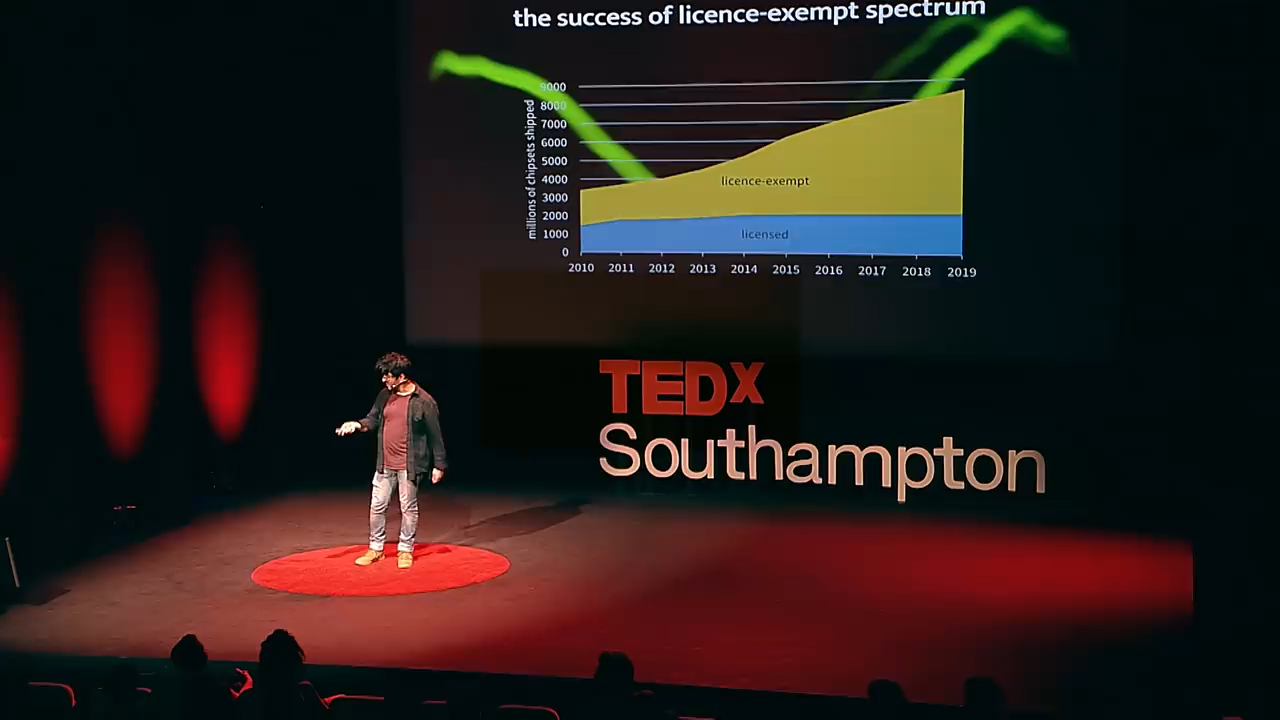 the success of licence-exempt spectrum
millions of chipsets shipped
9000
8000
7000
6000
5000
4000
3000
2000
1000
0
licence-exempt
licensed
2010 2011 2012 2013 2014 2015 2016 2017 2018 2019
TEDx
Southampton